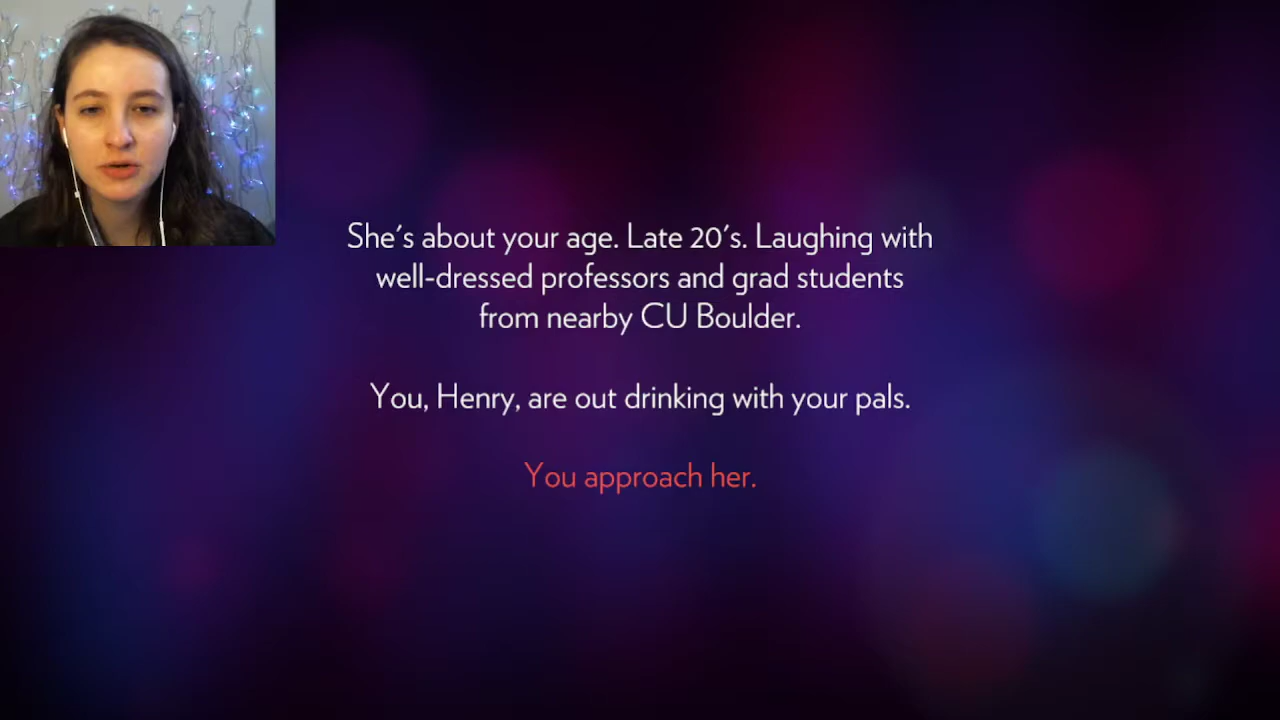 She's about your age. Late 20's. Laughing with
well-dressed professors and grad students
from nearby CU Boulder.
You, Henry, are out drinking with your pals.
You approach her.